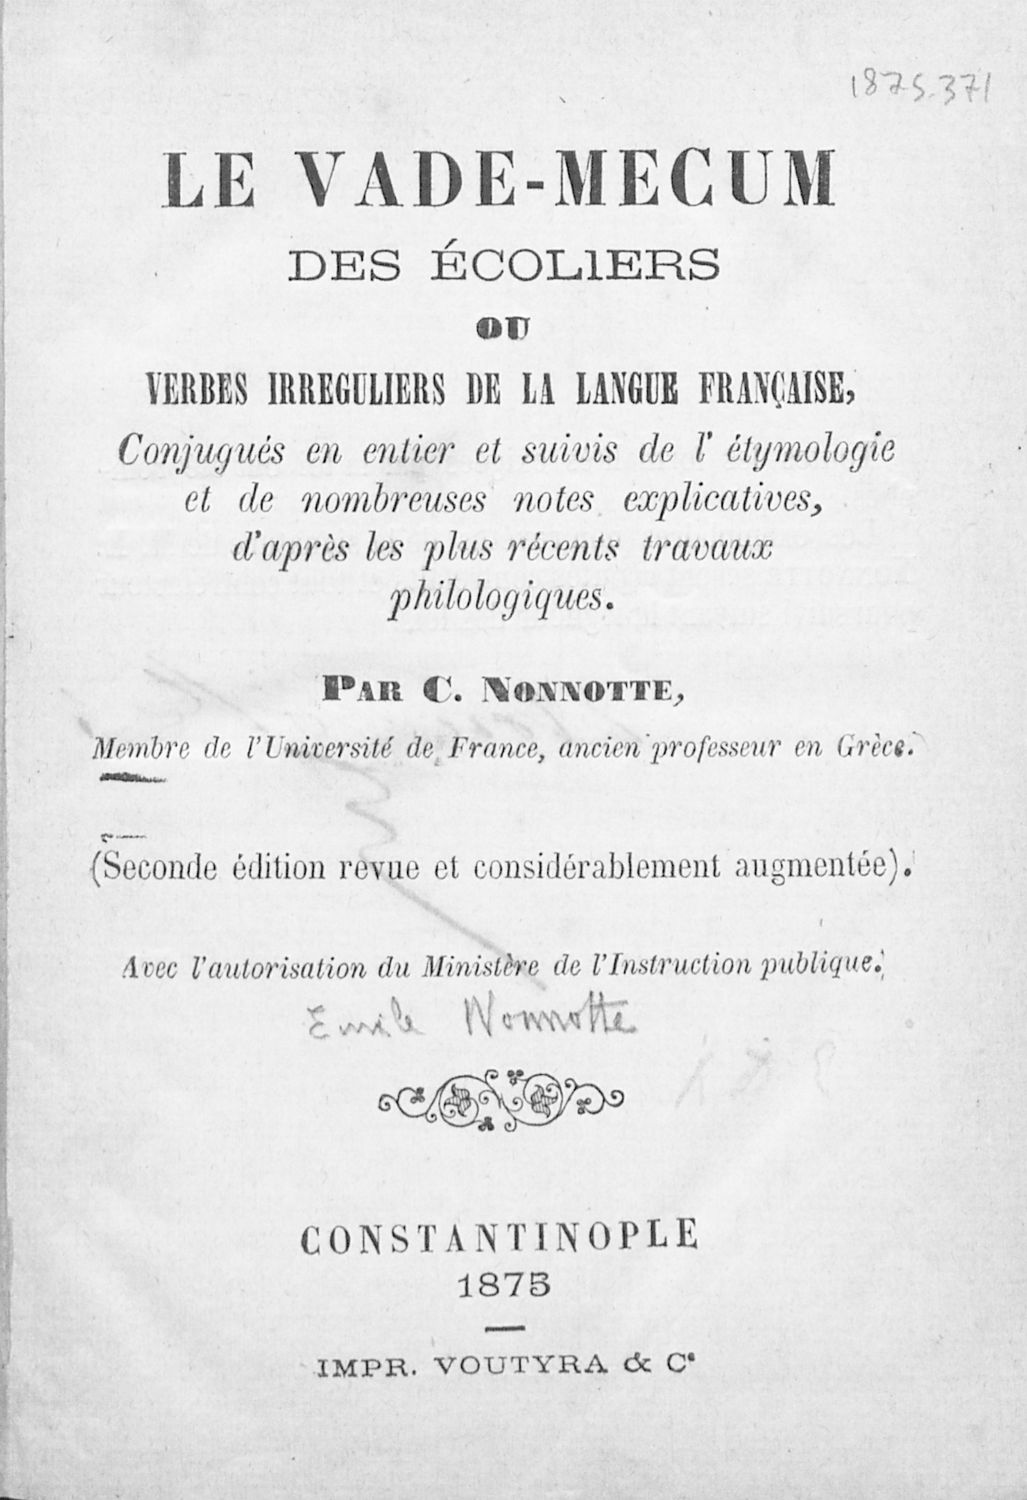 1875.371
LE VADE-MECUM
DES ÉCOLIERS
OU
VERBES IRREGULIERS DE LA LANGUE FRANÇAISE,
Conjugués en entier et suivis de l' étymologie
et de nombreuses notes explicatives,
d'après les plus récents travaux
philologiques.
PAR C. NONNOTTE,
Membre de l'Université de France, ancien professeur en Grèce.
(Seconde édition revue et considérablement augmentée).
Avec l'autorisation du Ministère de l'Instruction publique.
Emile Nonnotte
CONSTANTINOPLE
1875
IMPR. VOUTYRA & Cᵉ